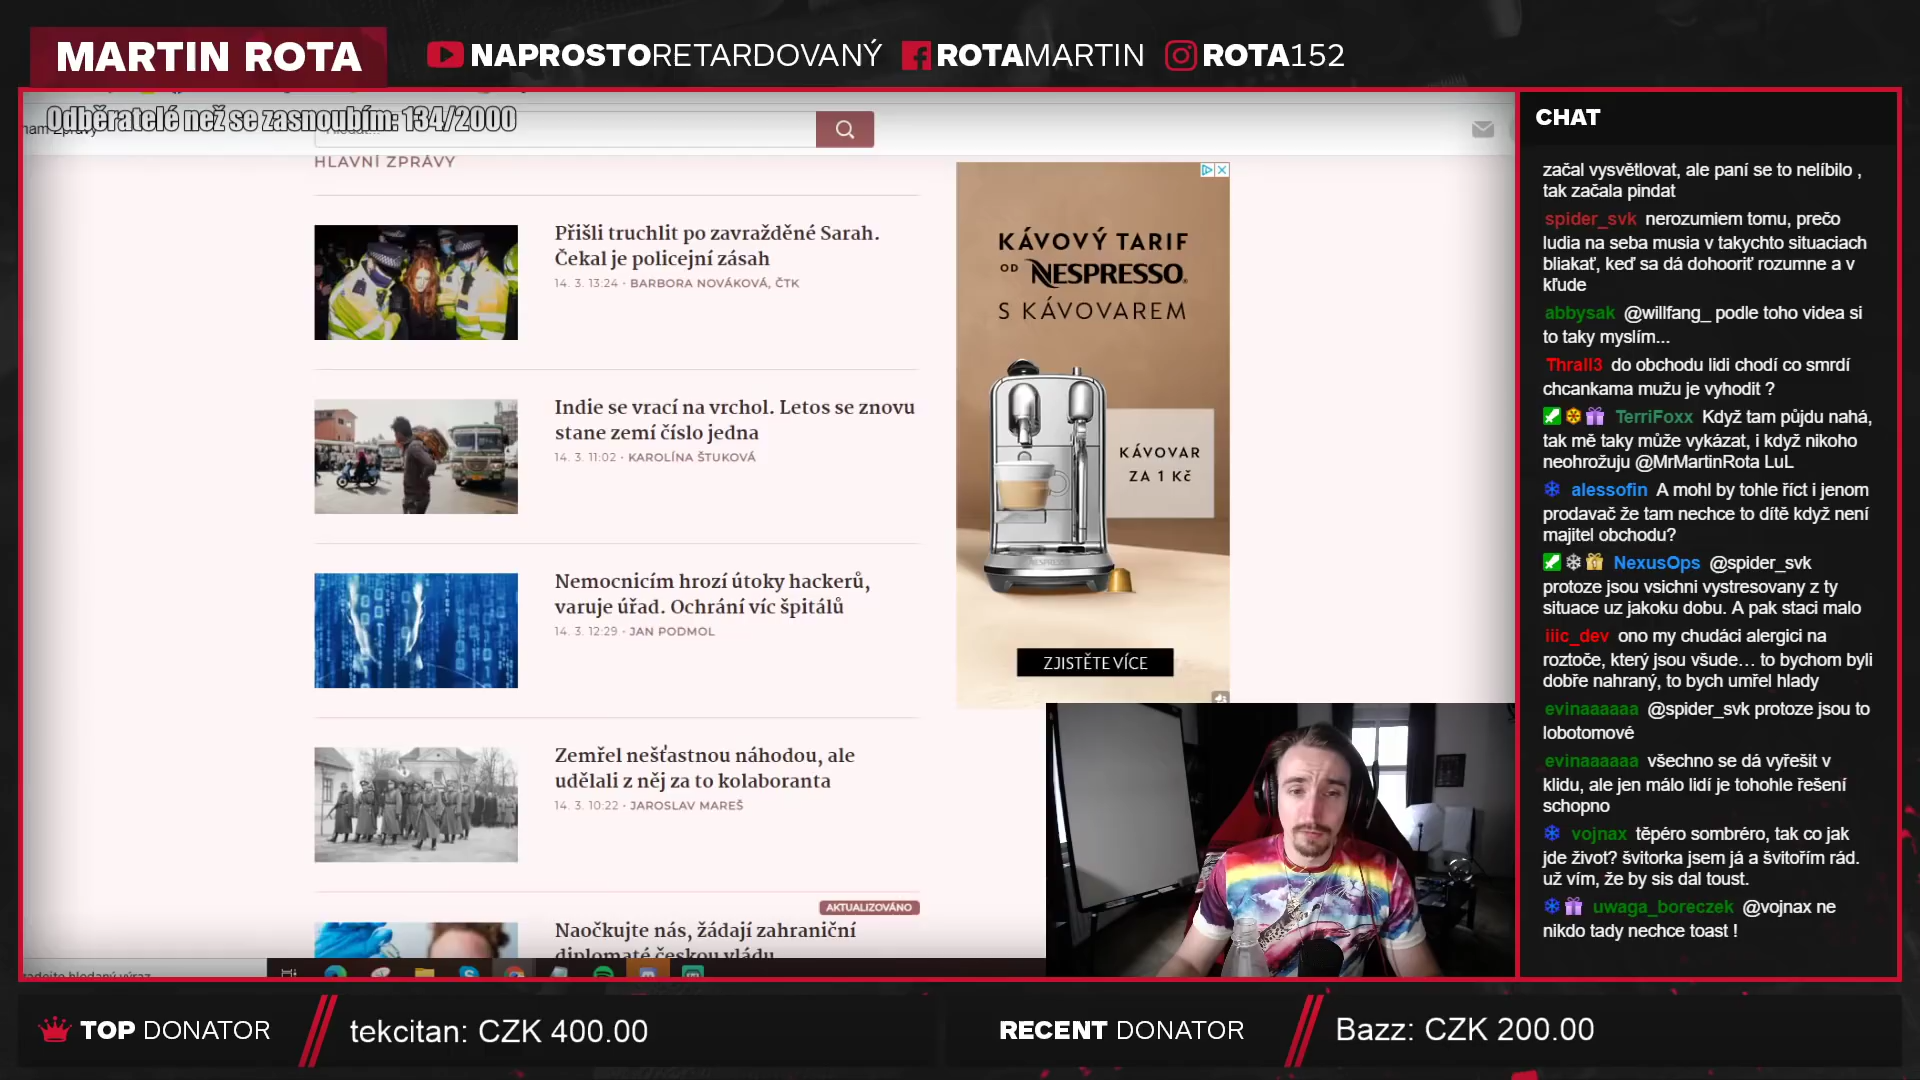 MARTIN ROTA
NAPROSTORETARDOVANÝ
ROTAMARTIN
ROTA152
Odběratelé než se zasnoubím: 134/2000
HLAVNÍ ZPRÁVY
Přišli truchlit po zavražděné Sarah.
Čekal je policejní zásah
14. 3. 13:24 • BARBORA NOVÁKOVÁ, ČTK
Indie se vrací na vrchol. Letos se znovu
stane zemí číslo jedna
14. 3. 11:02 • KAROLÍNA ŠTUKOVÁ
Nemocnicím hrozí útoky hackerů,
varuje úřad. Ochrání víc špitálů
14. 3. 12:29 • JAN PODMOL
Zemřel nešťastnou náhodou, ale
udělali z něj za to kolaboranta
14. 3. 10:22 • JAROSLAV MAREŠ
AKTUALIZOVÁNO
Naočkujte nás, žádají zahraniční
diplomaté českou vládu
KÁVOVÝ TARIF
OD NESPRESSO.
S KÁVOVAREM
KÁVOVAR
ZA 1 Kč
ZJISTĚTE VÍCE
CHAT
začal vysvětlovat, ale paní se to nelíbilo ,
tak začala pindat
spider_svk nerozumiem tomu, prečo
ludia na seba musia v takychto situaciach
bliakať, keď sa dá dohooriť rozumne a v
kľude
abbysak @willfang_ podle toho videa si
to taky myslím...
Thrall3 do obchodu lidi chodí co smrdí
chcankama mužu je vyhodit ?
TerriFoxx Když tam půjdu nahá,
tak mě taky může vykázat, i když nikoho
neohrožuju @MrMartinRota LuL
alessofin A mohl by tohle říct i jenom
prodavač že tam nechce to dítě když není
majitel obchodu?
NexusOps @spider_svk
protoze jsou vsichni vystresovany z ty
situace uz jakoku dobu. A pak staci malo
iiic_dev ono my chudáci alergici na
roztoče, který jsou všude… to bychom byli
dobře nahraný, to bych umřel hlady
evinaaaaaa @spider_svk protoze jsou to
lobotomové
evinaaaaaa všechno se dá vyřešit v
klidu, ale jen málo lidí je tohohle řešení
schopno
vojnax těpéro sombréro, tak co jak
jde život? švitorka jsem já a švitořím rád.
už vím, že by sis dal toust.
uwaga_boreczek @vojnax ne
nikdo tady nechce toast !
TOP DONATOR
tekcitan: CZK 400.00
RECENT DONATOR
Bazz: CZK 200.00